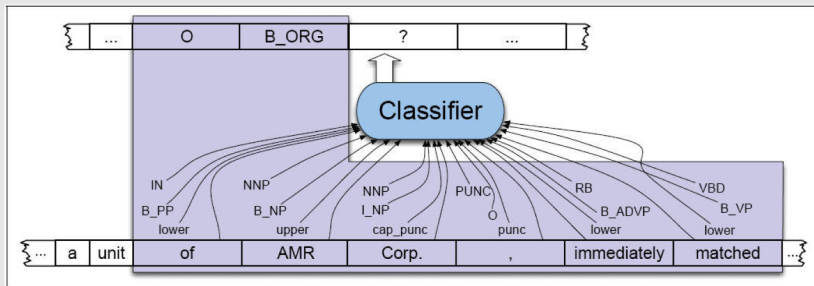 ... O B_ORG ? ...
Classifier
IN NNP NNP PUNC RB VBD
B_PP B_NP I_NP O B_ADVP B_VP
lower upper cap_punc punc lower lower
... a unit of AMR Corp. , immediately matched ...